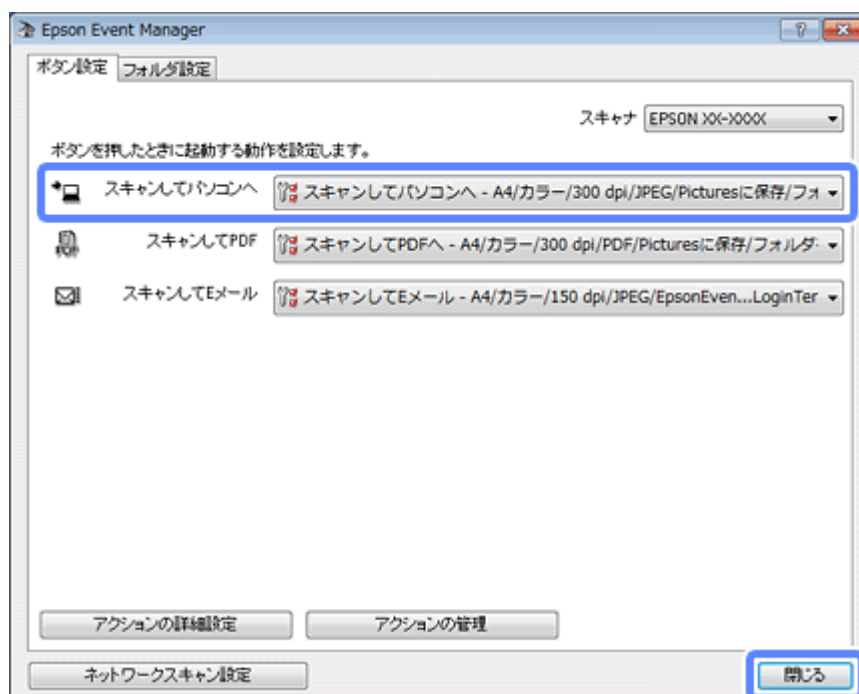 Epson Event Manager
ボタン設定 フォルダ設定
スキャナ EPSON XX-XXXX
ボタンを押したときに起動する動作を設定します。
スキャンしてパソコンへ スキャンしてパソコンへ - A4/カラー/300 dpi/JPEG/Picturesに保存/フォ
スキャンしてPDF スキャンしてPDFへ - A4/カラー/300 dpi/PDF/Picturesに保存/フォルダ
スキャンしてEメール スキャンしてEメール - A4/カラー/150 dpi/JPEG/EpsonEven...LoginTer
アクションの詳細設定 アクションの管理
ネットワークスキャン設定 閉じる